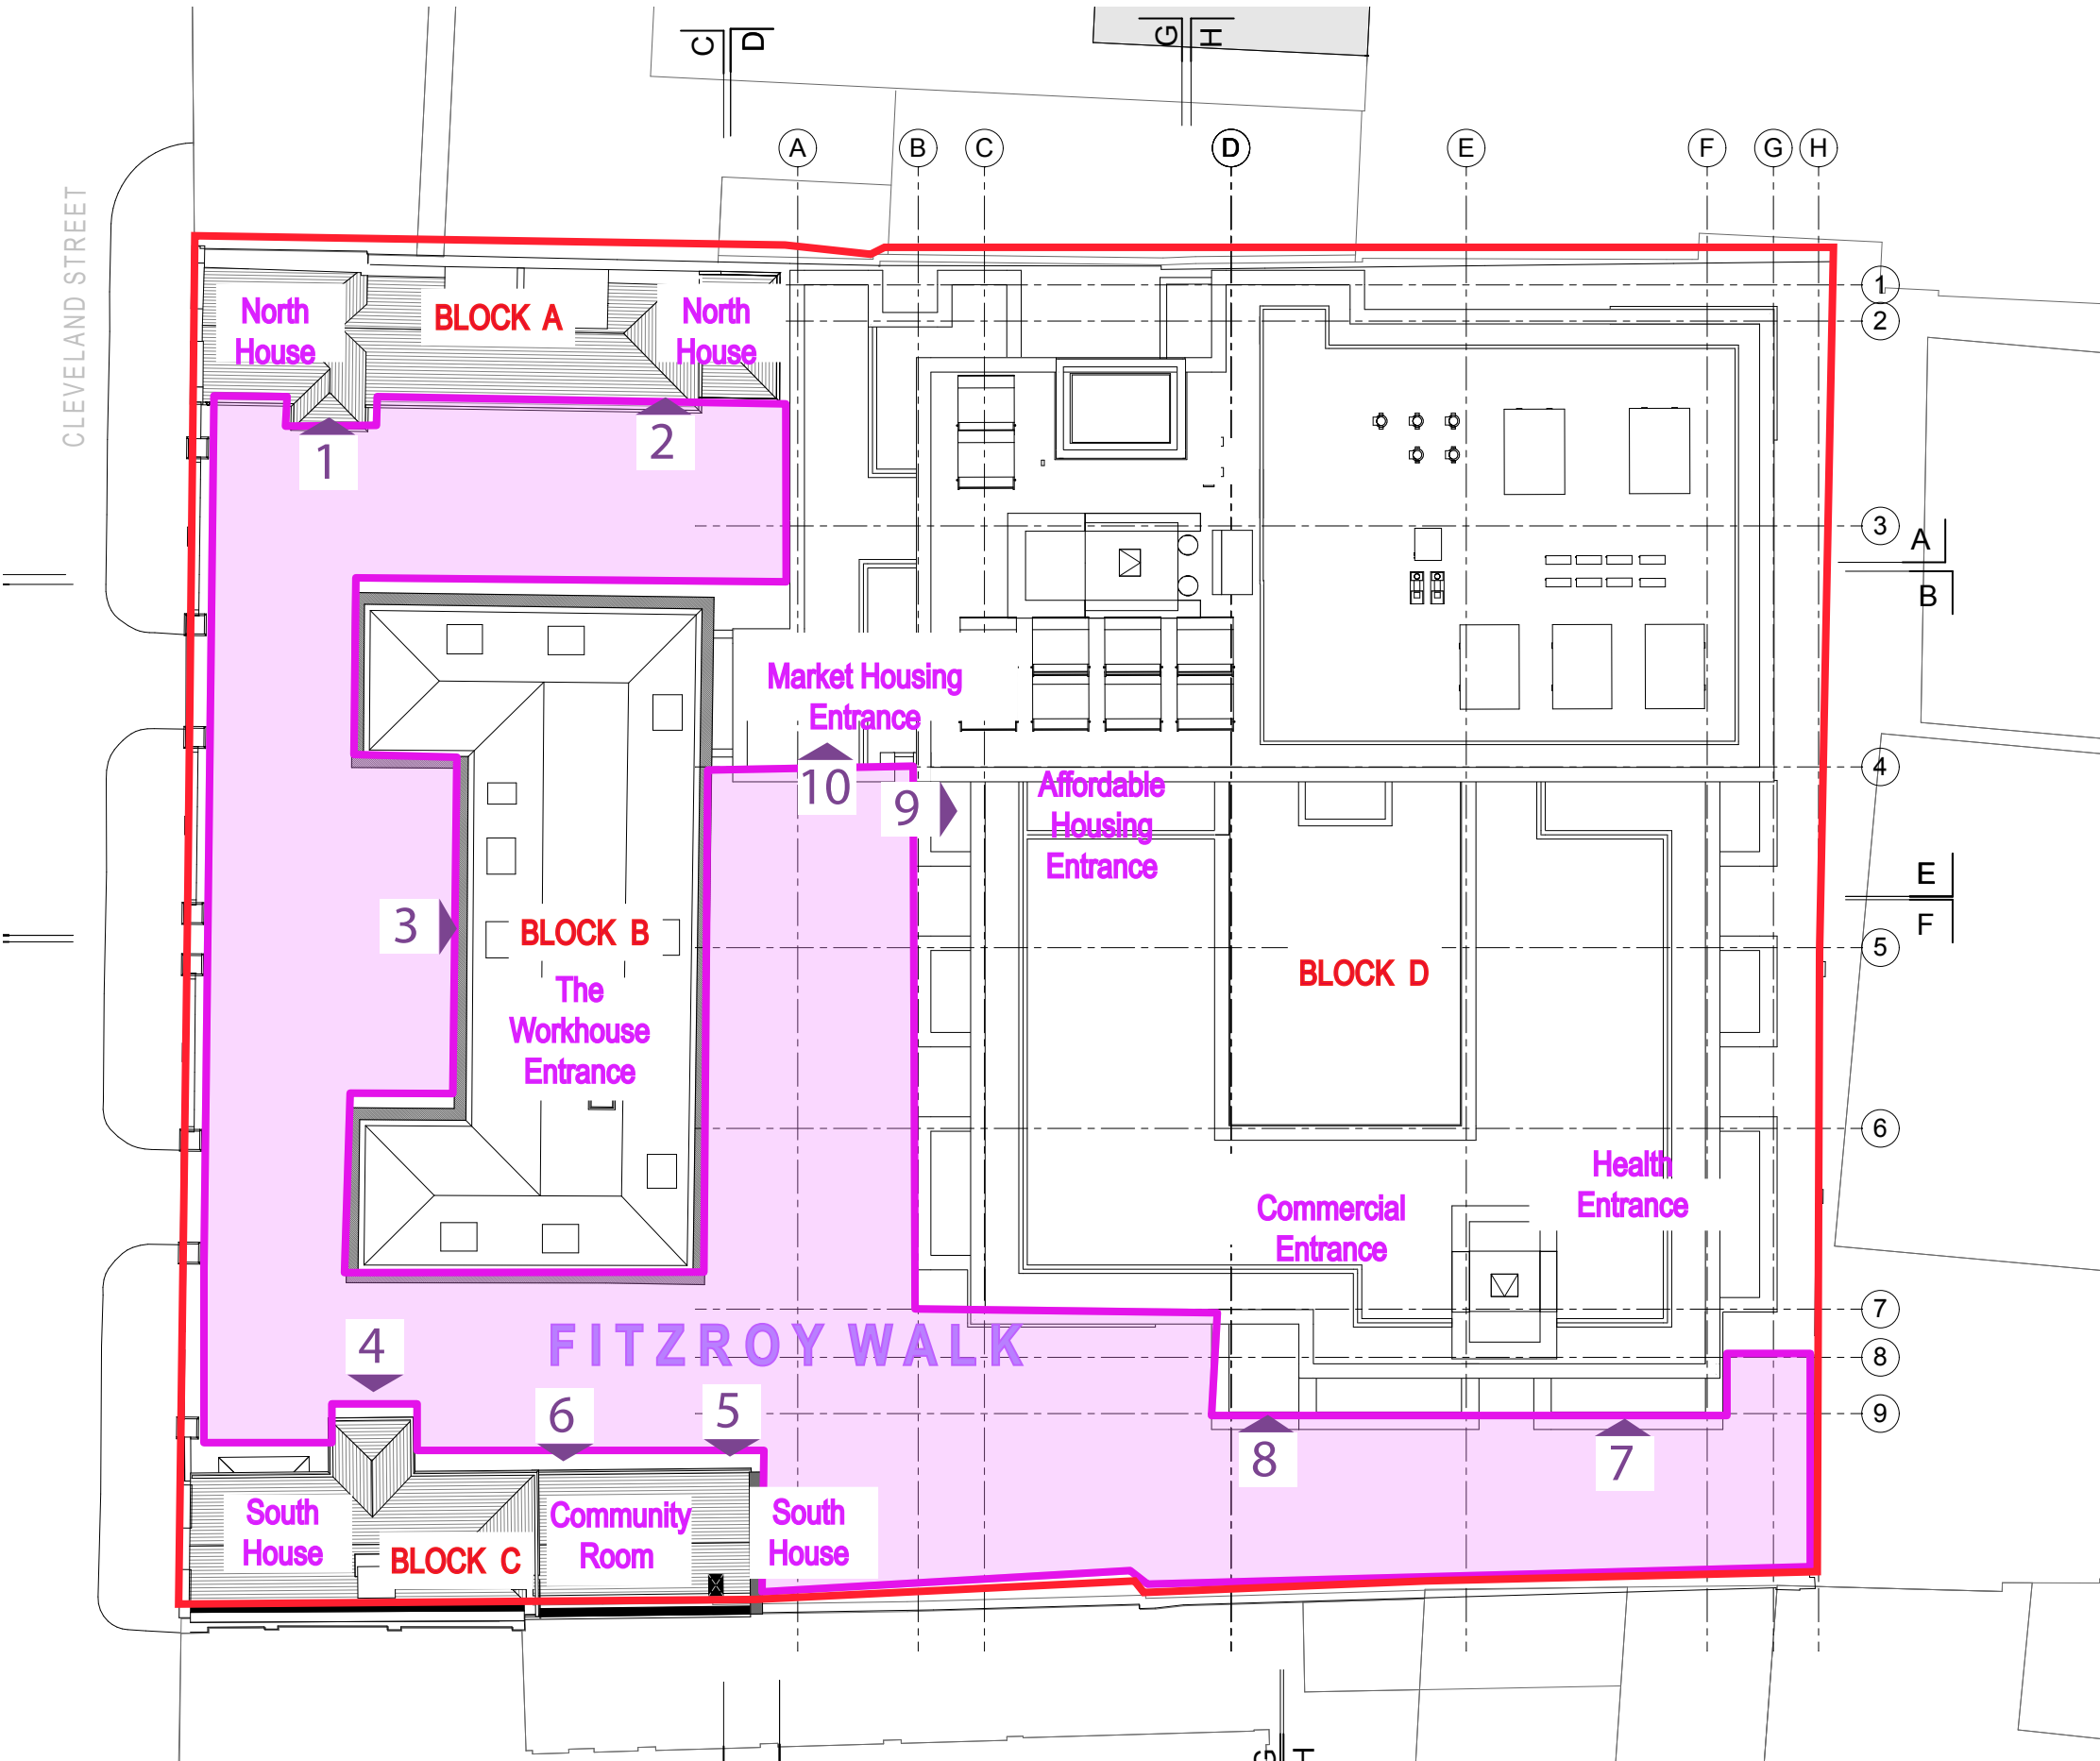 C
D
G
H
A
B
C
D
E
F
G
H
CLEVELAND STREET
1
2
3
4
5
6
7
8
9
A
B
E
F
North
House
BLOCK A
North
House
1
2
Market Housing
Entrance
10
9
Affordable
Housing
Entrance
3
BLOCK B
The
Workhouse
Entrance
BLOCK D
Health
Entrance
Commercial
Entrance
FITZROY WALK
4
6
5
8
7
South
House
BLOCK C
Community
Room
South
House
G
H